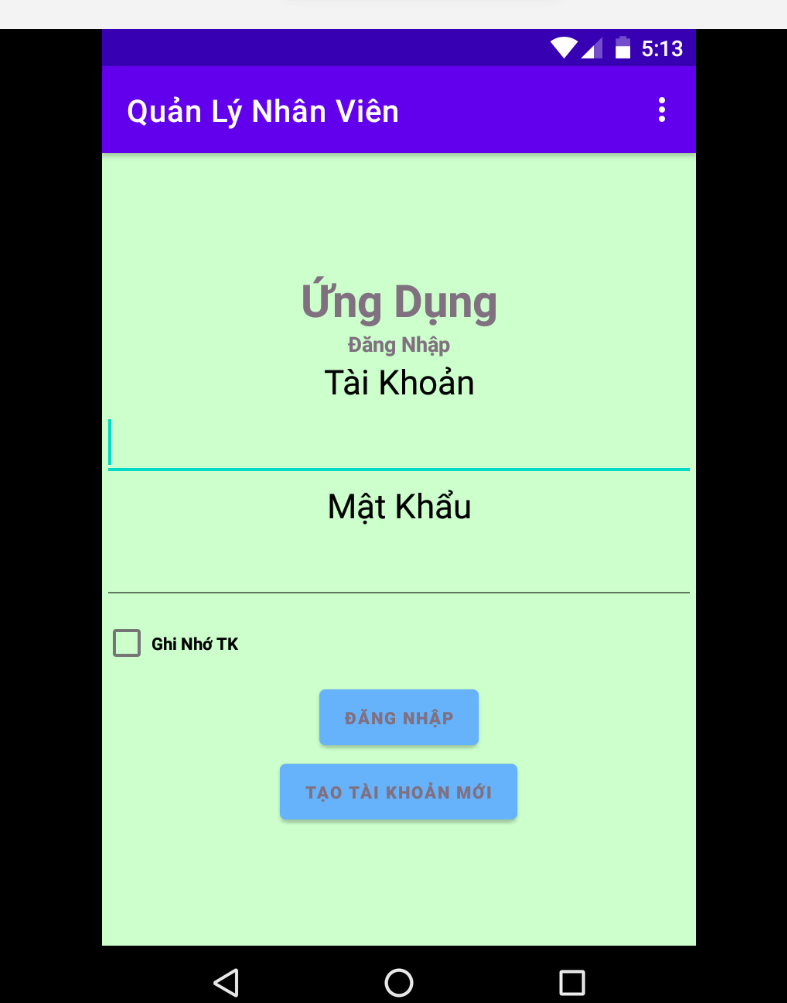 5:13
Quản Lý Nhân Viên
Ứng Dụng
Đăng Nhập
Tài Khoản
Mật Khẩu
Ghi Nhớ TK
ĐĂNG NHẬP
TẠO TÀI KHOẢN MỚI